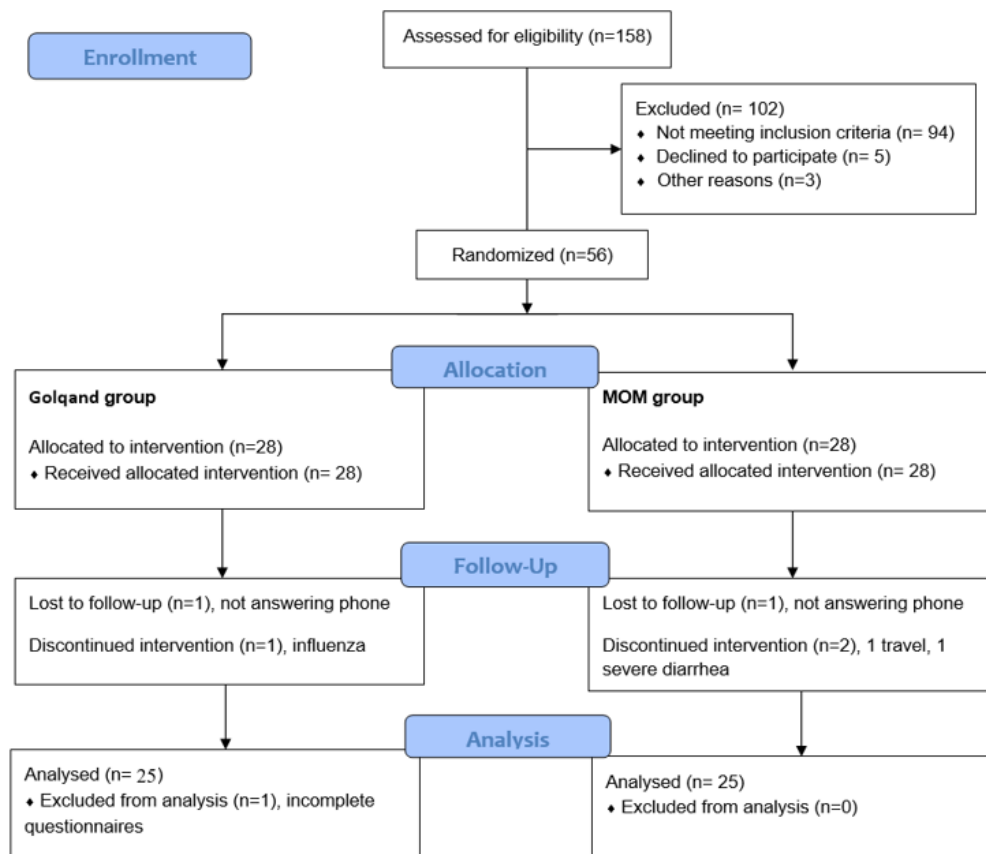 Assessed for eligibility (n=158)
Enrollment
Excluded (n= 102)
♦ Not meeting inclusion criteria (n= 94)
♦ Declined to participate (n= 5)
♦ Other reasons (n=3)
Randomized (n=56)
Allocation
Golqand group
Allocated to intervention (n=28)
♦ Received allocated intervention (n= 28)
MOM group
Allocated to intervention (n=28)
♦ Received allocated intervention (n= 28)
Follow-Up
Lost to follow-up (n=1), not answering phone
Discontinued intervention (n=1), influenza
Lost to follow-up (n=1), not answering phone
Discontinued intervention (n=2), 1 travel, 1
severe diarrhea
Analysis
Analysed (n= 25)
♦ Excluded from analysis (n=1), incomplete
questionnaires
Analysed (n= 25)
♦ Excluded from analysis (n=0)